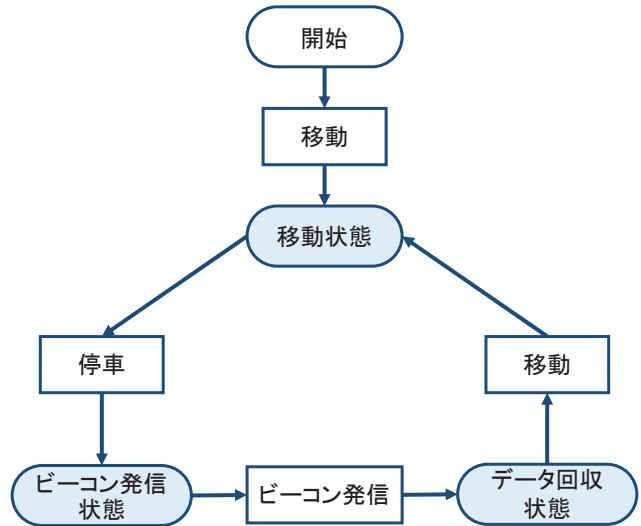 開始
移動
移動状態
停車
移動
ビーコン発信
状態
ビーコン発信
データ回収
状態